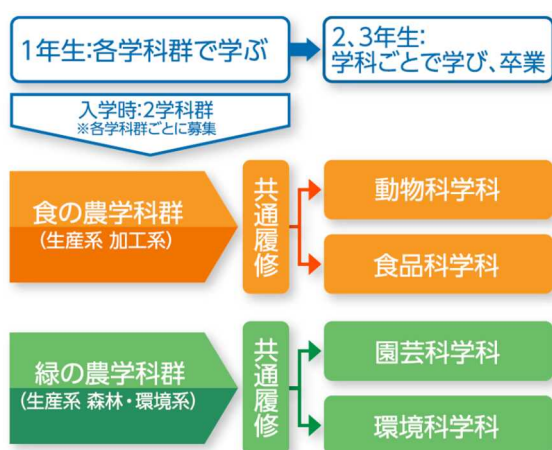 1年生:各学科群で学ぶ
2、3年生:
学科ごとで学び、卒業
入学時:2学科群
※各学科群ごとに募集
食の農学科群
(生産系 加工系)
共通履修
動物科学科
食品科学科
緑の農学科群
(生産系 森林・環境系)
共通履修
園芸科学科
環境科学科